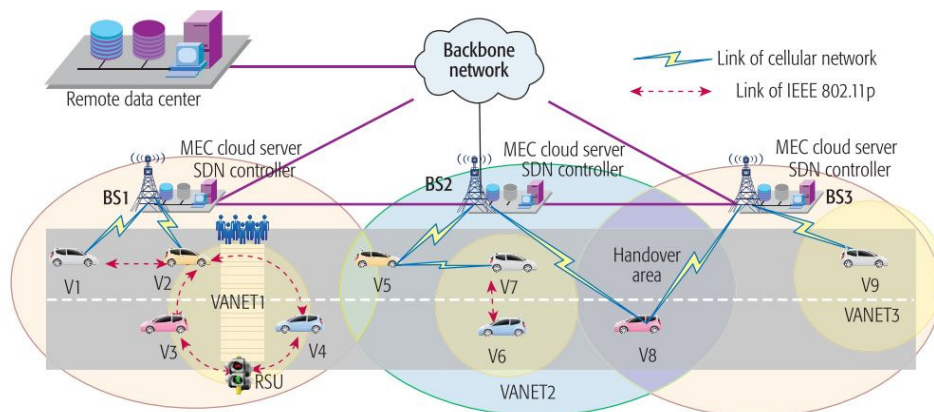 Backbone
network
Link of cellular network
Link of IEEE 802.11p
Remote data center
MEC cloud server
SDN controller
MEC cloud server
SDN controller
MEC cloud server
SDN controller
BS1
BS2
BS3
Handover
area
V1
V2
V5
V7
V9
VANET1
VANET3
V3
V4
V6
V8
RSU
VANET2